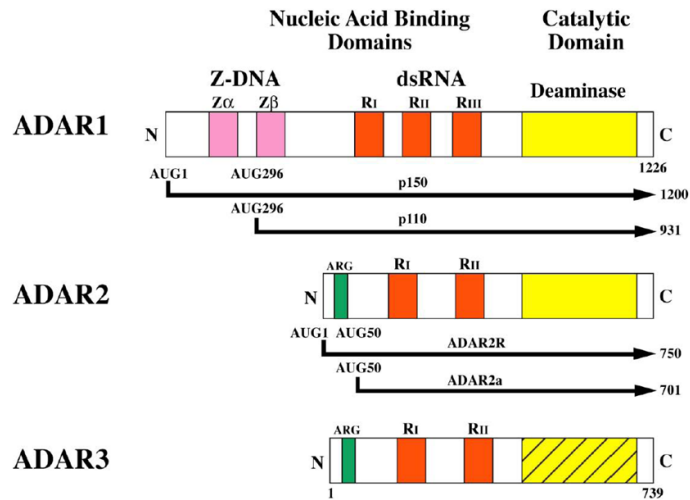 Nucleic Acid Binding Domains
Catalytic Domain
Z-DNA
dsRNA
Deaminase
Zα Zβ RI RII RIII
ADAR1
N
C
1226
AUG1 AUG296 p150 1200
AUG296 p110 931
ARG RI RII
ADAR2
N
C
AUG1 AUG50 ADAR2R 750
AUG50 ADAR2a 701
ARG RI RII
ADAR3
N
C
1 739